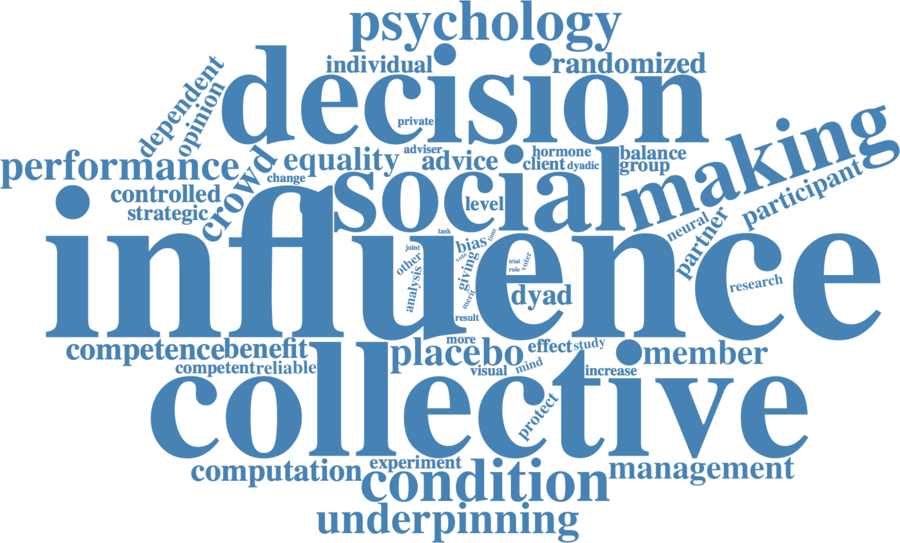 psychology
individual
randomized
decision
dependent
opinion
private
making
performance
crowd
equality
adviser
advice
hormone
client
dyadic
balance
group
change
controlled
strategic
social
level
participant
neural
partner
influence
task
joint
other
analysis
bias
vote
time
giving
merit
trial
role
voter
dyad
research
result
competence
benefit
more
placebo
effect
study
member
competent
reliable
visual
mind
increase
collective
protect
computation
experiment
condition
management
underpinning